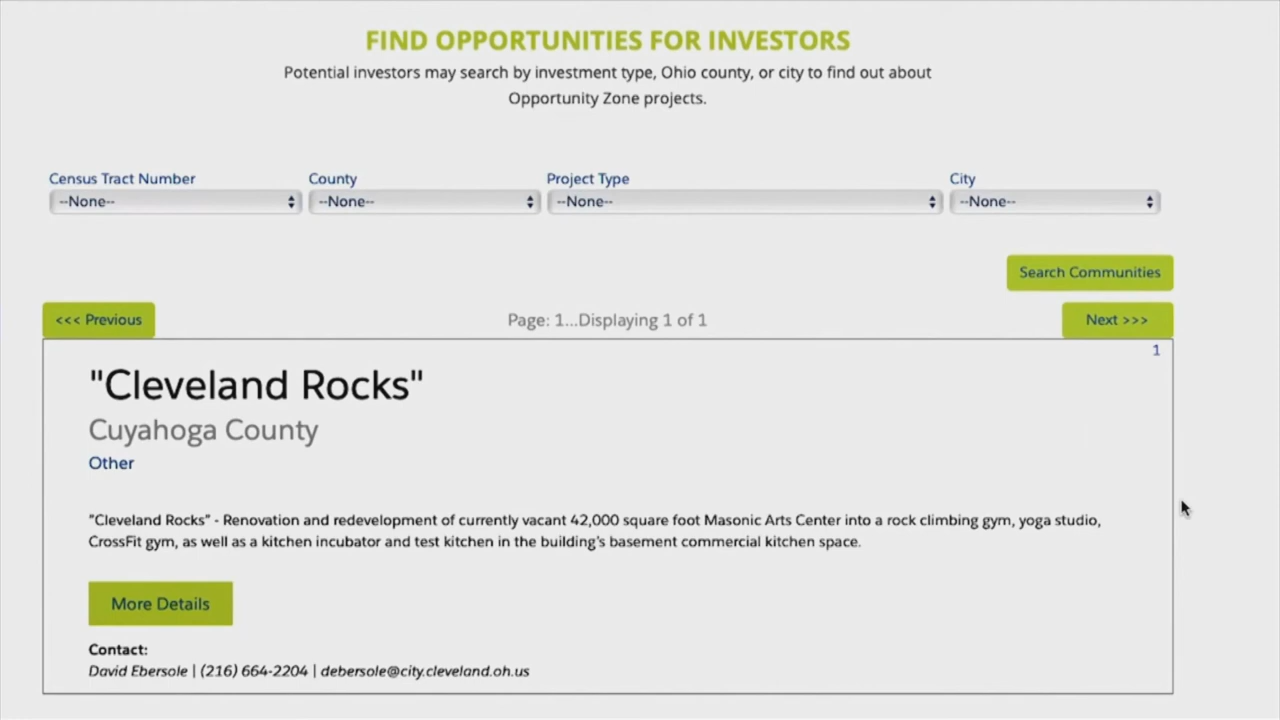 FIND OPPORTUNITIES FOR INVESTORS
Potential investors may search by investment type, Ohio county, or city to find out about
Opportunity Zone projects.
Census Tract Number County Project Type City
--None-- --None-- --None-- --None--
Search Communities
<<< Previous Page: 1...Displaying 1 of 1 Next >>>
1
"Cleveland Rocks"
Cuyahoga County
Other
"Cleveland Rocks" - Renovation and redevelopment of currently vacant 42,000 square foot Masonic Arts Center into a rock climbing gym, yoga studio,
CrossFit gym, as well as a kitchen incubator and test kitchen in the building's basement commercial kitchen space.
More Details
Contact:
David Ebersole | (216) 664-2204 | debersole@city.cleveland.oh.us